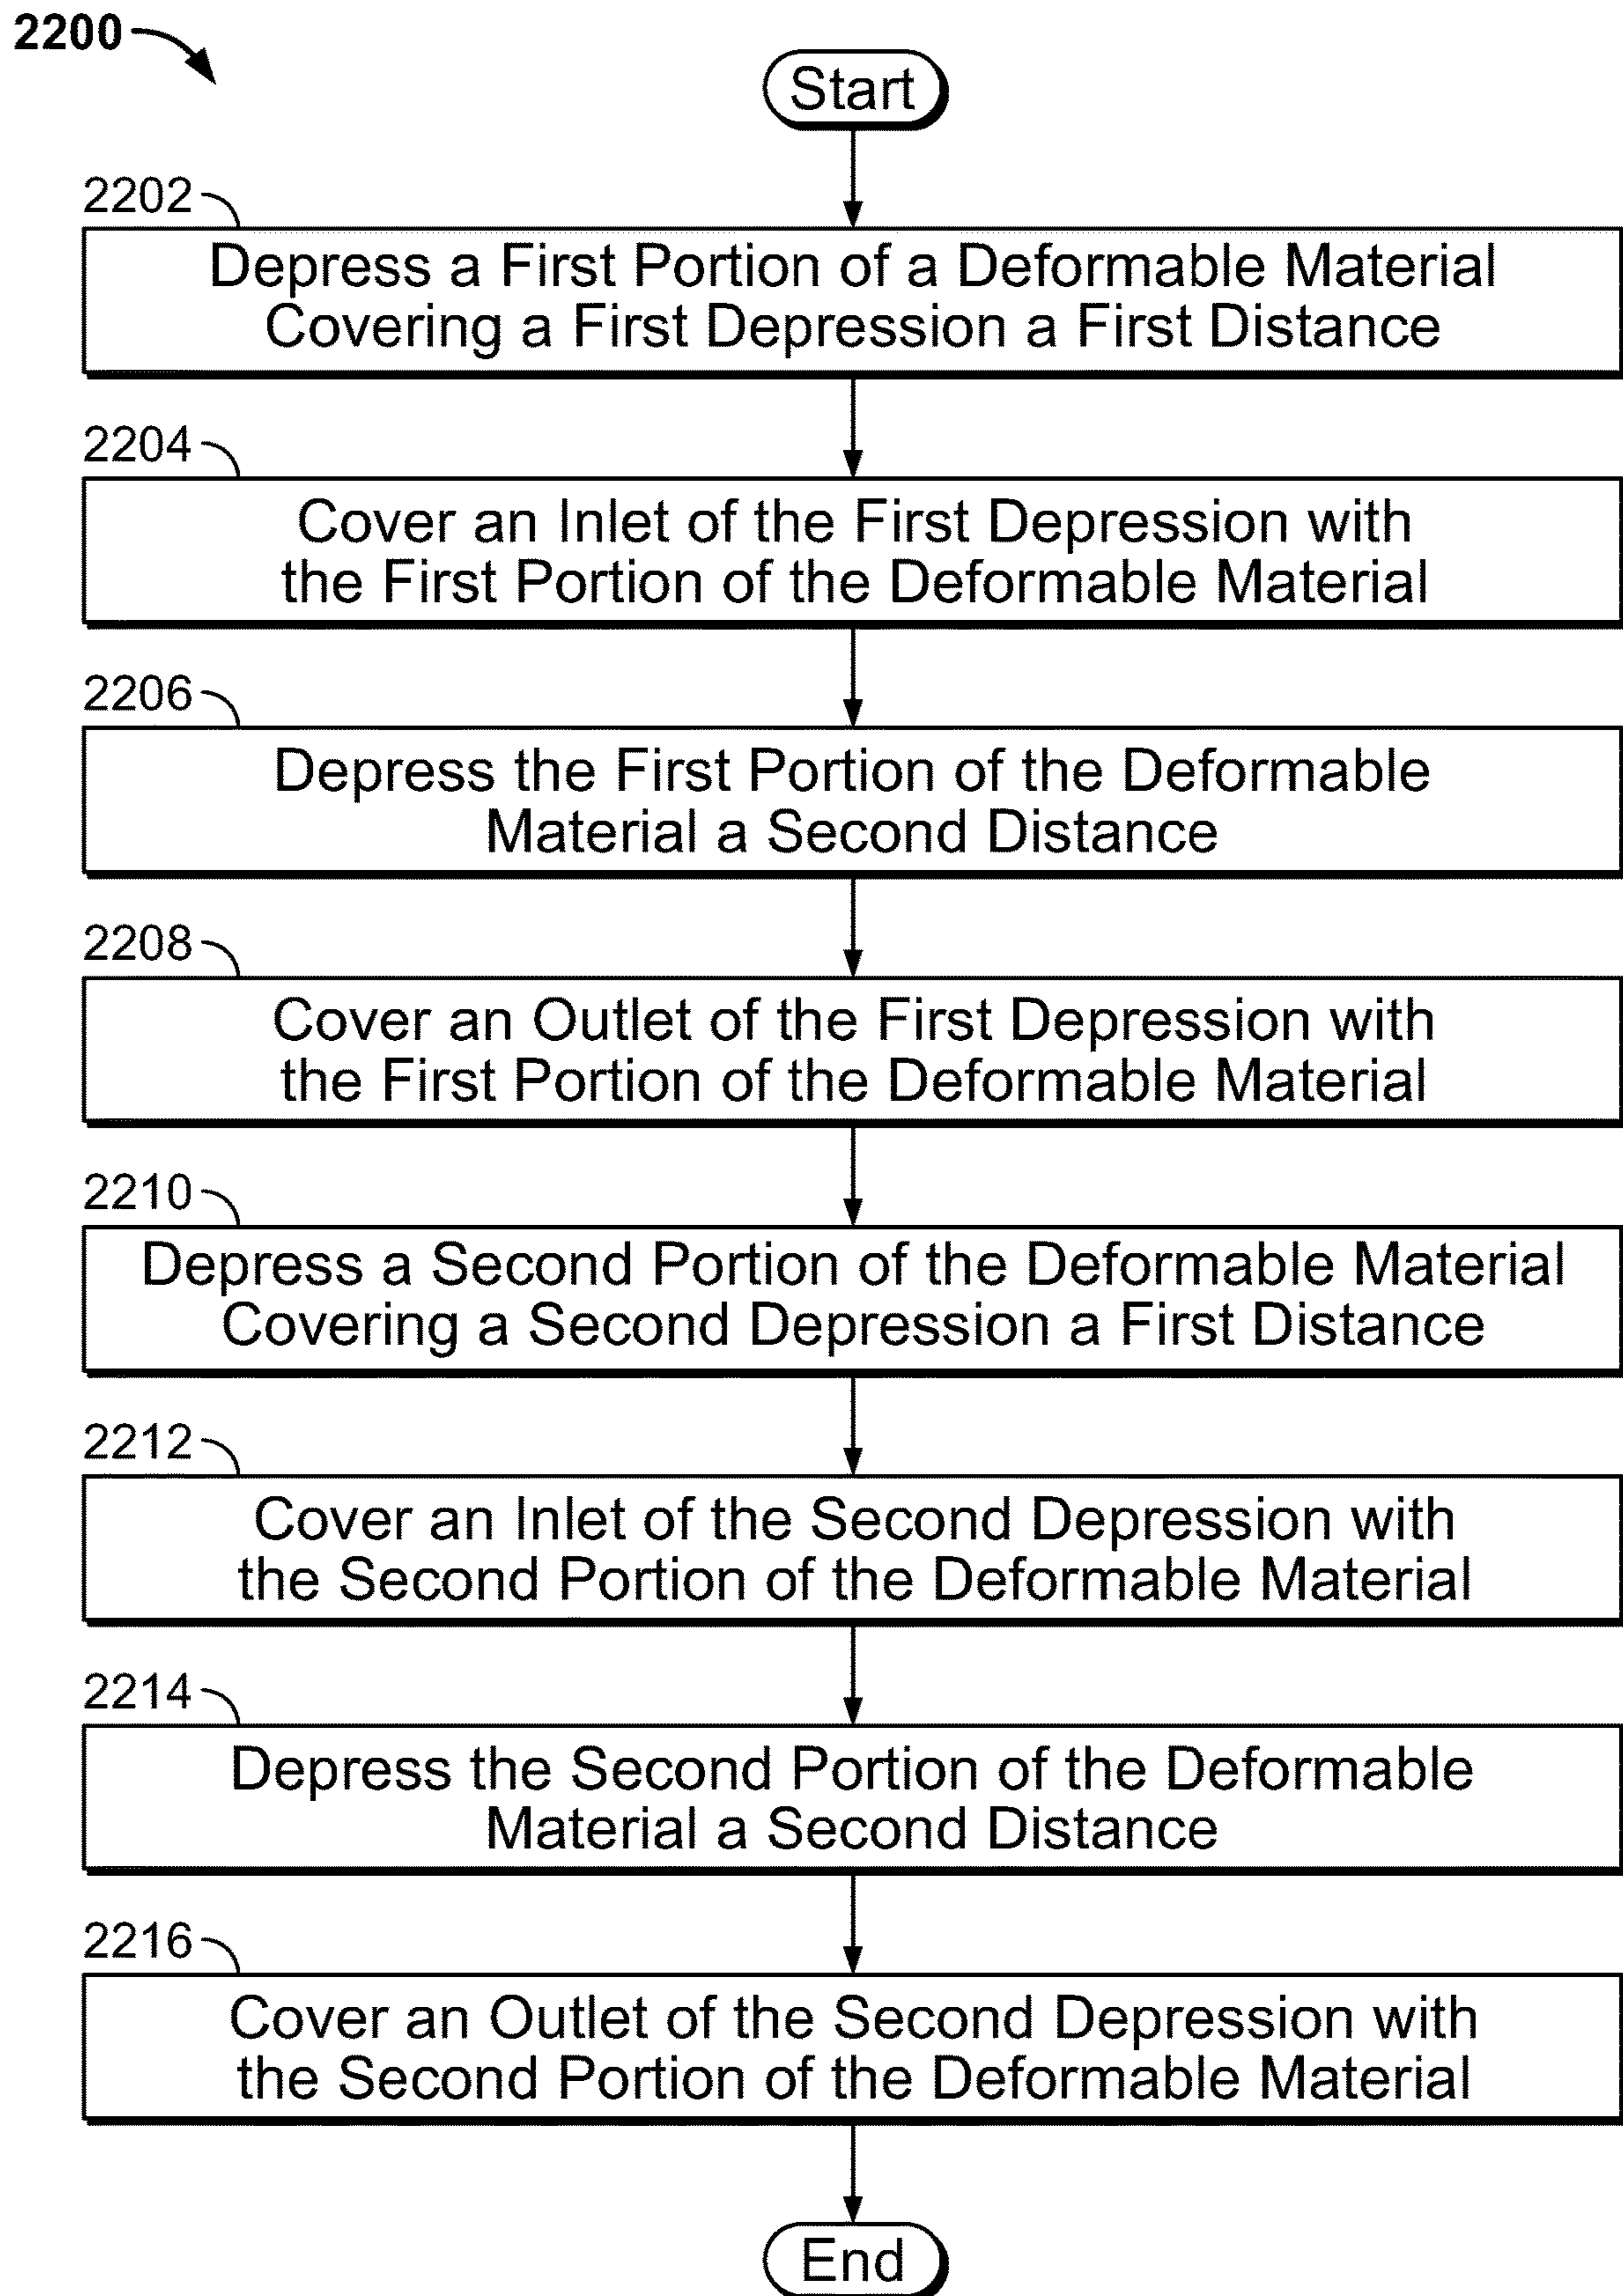 2200
Start
2202
Depress a First Portion of a Deformable Material
Covering a First Depression a First Distance
2204
Cover an Inlet of the First Depression with
the First Portion of the Deformable Material
2206
Depress the First Portion of the Deformable
Material a Second Distance
2208
Cover an Outlet of the First Depression with
the First Portion of the Deformable Material
2210
Depress a Second Portion of the Deformable Material
Covering a Second Depression a First Distance
2212
Cover an Inlet of the Second Depression with
the Second Portion of the Deformable Material
2214
Depress the Second Portion of the Deformable
Material a Second Distance
2216
Cover an Outlet of the Second Depression with
the Second Portion of the Deformable Material
End